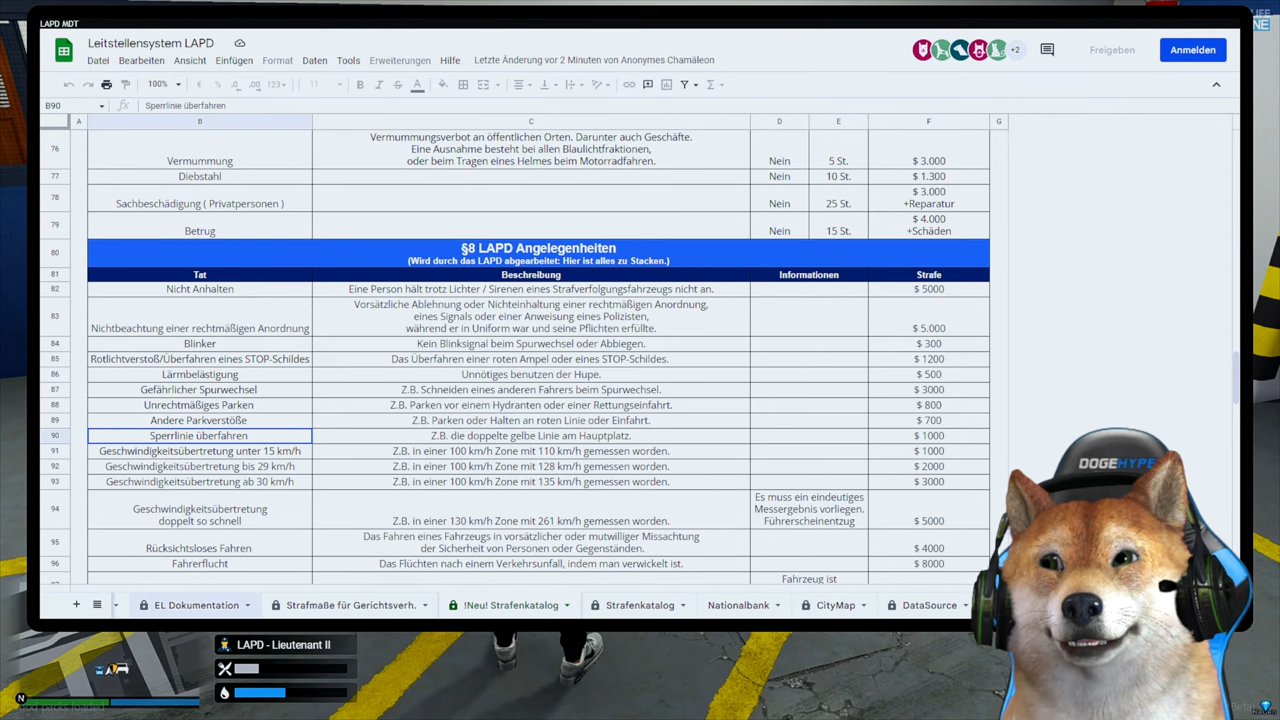 LAPD MDT
Leitstellensystem LAPD
Datei Bearbeiten Ansicht Einfügen Format Daten Tools Erweiterungen Hilfe Letzte Änderung vor 2 Minuten von Anonymes Chamäleon
+2
Freigeben
Anmelden
100% € % .0 .00 123 11
B90 Sperrlinie überfahren
A B C D E F G
Vermummungsverbot an öffentlichen Orten. Darunter auch Geschäfte.
Eine Ausnahme besteht bei allen Blaulichtfraktionen,
76 Vermummung oder beim Tragen eines Helmes beim Motorradfahren. Nein 5 St. $ 3.000
77 Diebstahl Nein 10 St. $ 1.300
78 Sachbeschädigung ( Privatpersonen ) Nein 25 St. $ 3.000
+Reparatur
79 Betrug Nein 15 St. $ 4.000
+Schäden
80 §8 LAPD Angelegenheiten
(Wird durch das LAPD abgearbeitet: Hier ist alles zu Stacken.)
81 Tat Beschreibung Informationen Strafe
82 Nicht Anhalten Eine Person hält trotz Lichter / Sirenen eines Strafverfolgungsfahrzeugs nicht an. $ 5000
Vorsätzliche Ablehnung oder Nichteinhaltung einer rechtmäßigen Anordnung,
83 eines Signals oder einer Anweisung eines Polizisten,
Nichtbeachtung einer rechtmäßigen Anordnung während er in Uniform war und seine Pflichten erfüllte. $ 5.000
84 Blinker Kein Blinksignal beim Spurwechsel oder Abbiegen. $ 300
85 Rotlichtverstoß/Überfahren eines STOP-Schildes Das Überfahren einer roten Ampel oder eines STOP-Schildes. $ 1200
86 Lärmbelästigung Unnötiges benutzen der Hupe. $ 500
87 Gefährlicher Spurwechsel Z.B. Schneiden eines anderen Fahrers beim Spurwechsel. $ 3000
88 Unrechtmäßiges Parken Z.B. Parken vor einem Hydranten oder einer Rettungseinfahrt. $ 800
89 Andere Parkverstöße Z.B. Parken oder Halten an roten Linie oder Einfahrt. $ 700
90 Sperrlinie überfahren Z.B. die doppelte gelbe Linie am Hauptplatz. $ 1000
91 Geschwindigkeitsübertretung unter 15 km/h Z.B. in einer 100 km/h Zone mit 110 km/h gemessen worden. $ 1000
92 Geschwindigkeitsübertretung bis 29 km/h Z.B. in einer 100 km/h Zone mit 128 km/h gemessen worden. $ 2000
93 Geschwindigkeitsübertretung ab 30 km/h Z.B. in einer 100 km/h Zone mit 135 km/h gemessen worden. $ 3000
Es muss ein eindeutiges
94 Geschwindigkeitsübertretung Messergebnis vorliegen.
doppelt so schnell Z.B. in einer 130 km/h Zone mit 261 km/h gemessen worden. Führerscheinentzug $ 5000
95 Das Fahren eines Fahrzeugs in vorsätzlicher oder mutwilliger Missachtung
Rücksichtsloses Fahren der Sicherheit von Personen oder Gegenständen. $ 4000
96 Fahrerflucht Das Flüchten nach einem Verkehrsunfall, indem man verwickelt ist. $ 8000
Fahrzeug ist
EL Dokumentation Strafmaße für Gerichtsverh. !Neu! Strafenkatalog Strafenkatalog Nationalbank CityMap DataSource
DOGEHYPE
LAPD - Lieutenant II
N
packs loaded